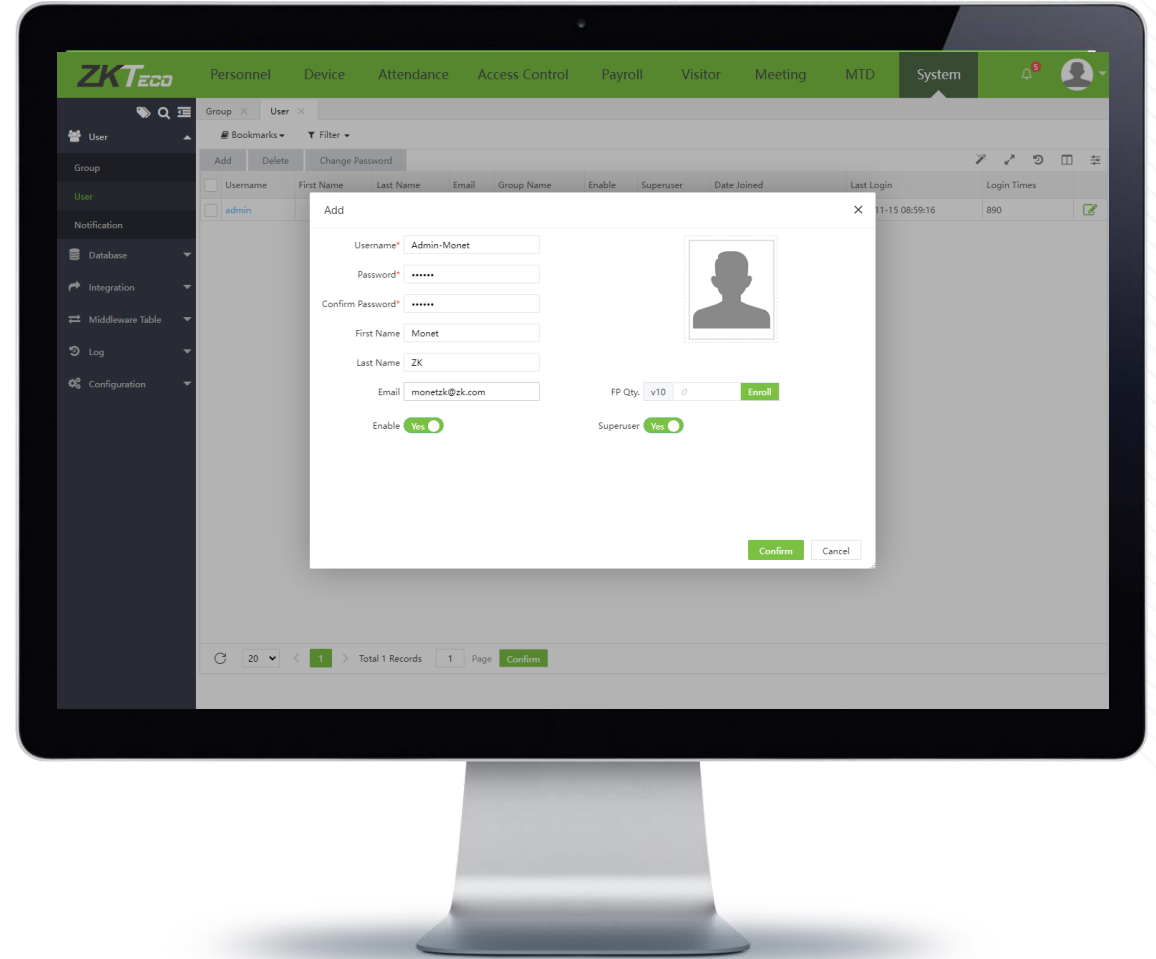 ZKTeco Personnel Device Attendance Access Control Payroll Visitor Meeting MTD System 5
Group User
User
Bookmarks Filter
Group
Add Delete Change Password
User
Username First Name Last Name Email Group Name Enable Superuser Date Joined Last Login Login Times
admin 11-15 08:59:16 890
Notification
Database
Integration
Middleware Table
Log
Configuration
Add
Username* Admin-Monet
Password* ••••••
Confirm Password* ••••••
First Name Monet
Last Name ZK
Email monetzk@zk.com FP Qty. v10 0 Enroll
Enable Yes Superuser Yes
Confirm Cancel
20 1 Total 1 Records 1 Page Confirm